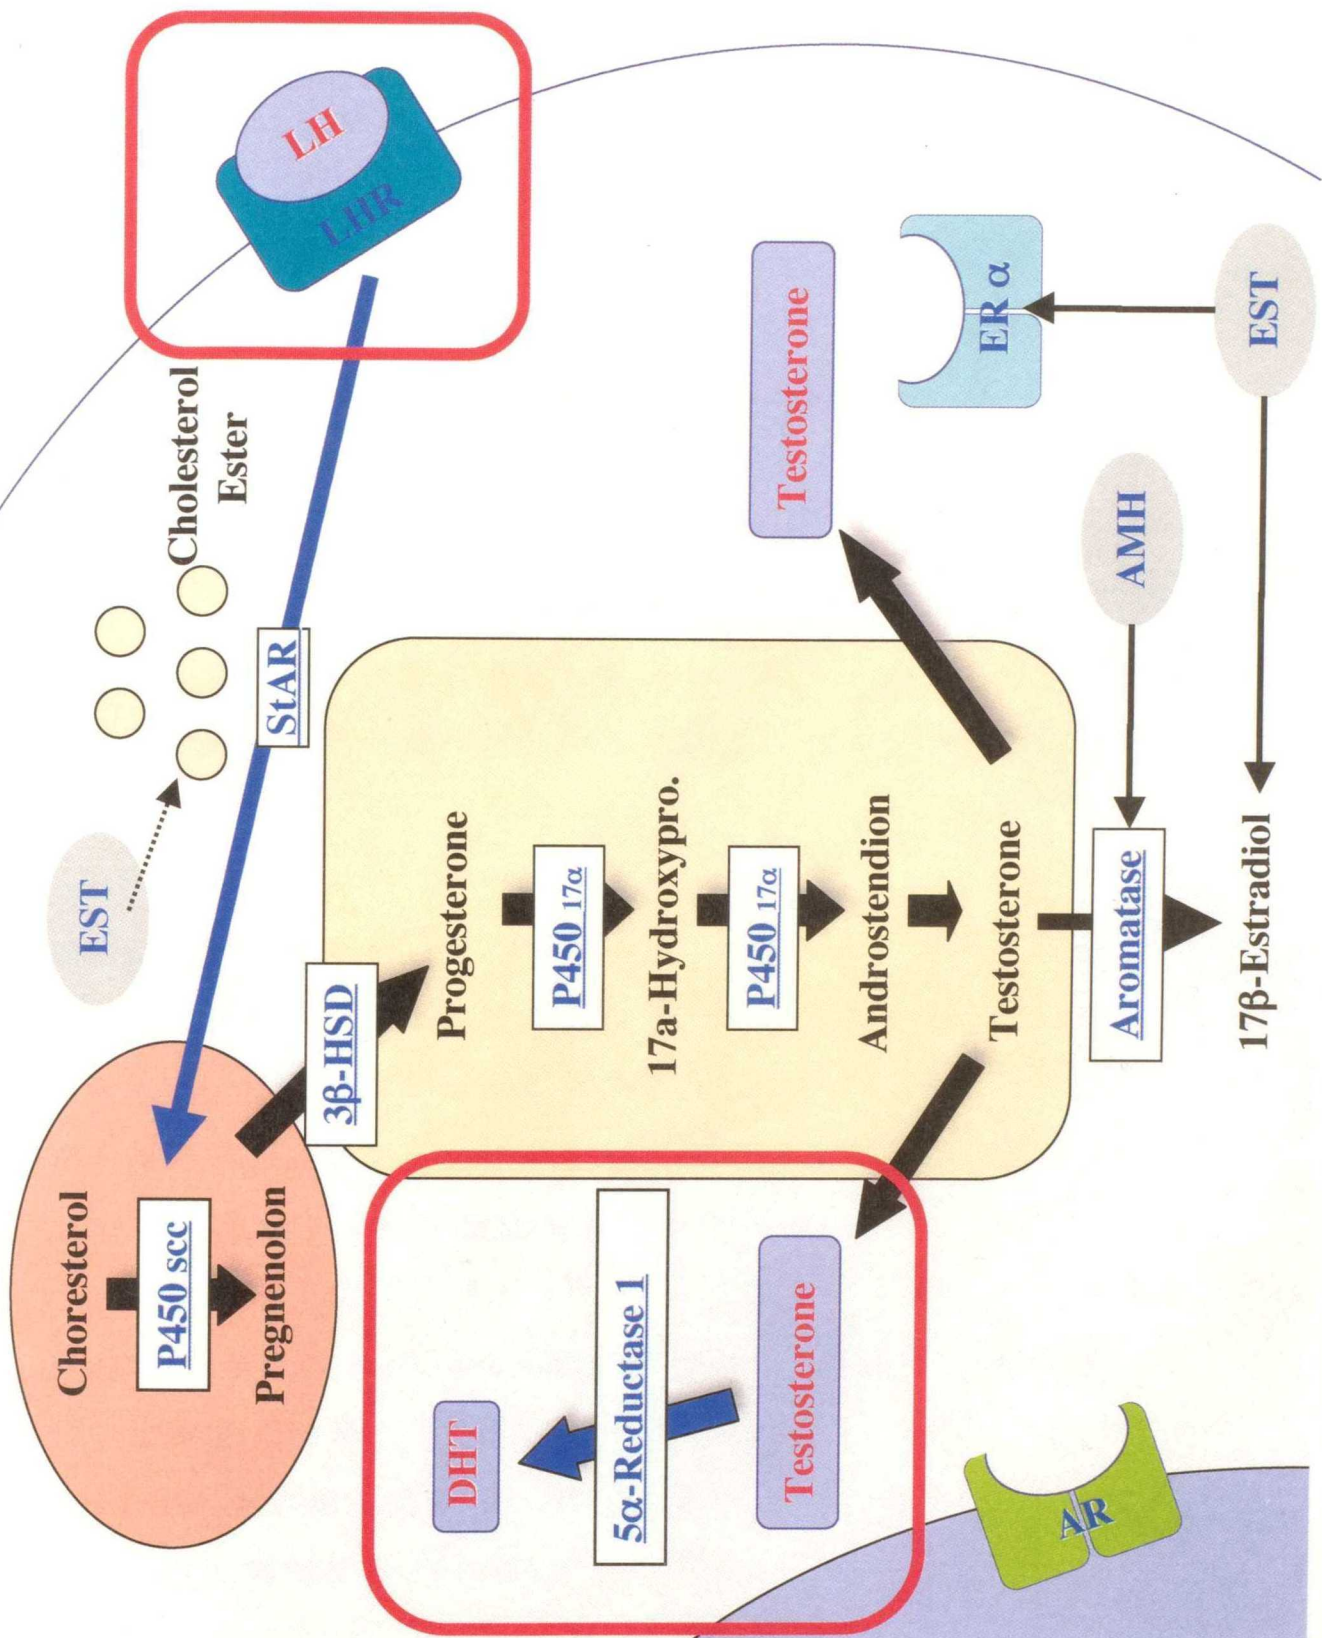 Choresterol
P450 scc
Pregnenolon
EST
Cholesterol
Ester
StAR
LH
LHR
3β-HSD
Progesterone
P450 17α
17a-Hydroxypro.
P450 17α
Androstendion
Testosterone
DHT
5α-Reductase 1
Testosterone
Testosterone
ER α
AR
Aromatase
AMH
17β-Estradiol
EST